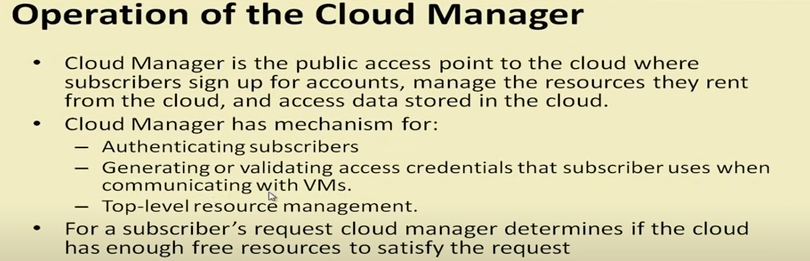 Operation of the Cloud Manager
• Cloud Manager is the public access point to the cloud where
subscribers sign up for accounts, manage the resources they rent
from the cloud, and access data stored in the cloud.
• Cloud Manager has mechanism for:
– Authenticating subscribers
– Generating or validating access credentials that subscriber uses when
communicating with VMs.
– Top-level resource management.
• For a subscriber's request cloud manager determines if the cloud
has enough free resources to satisfy the request